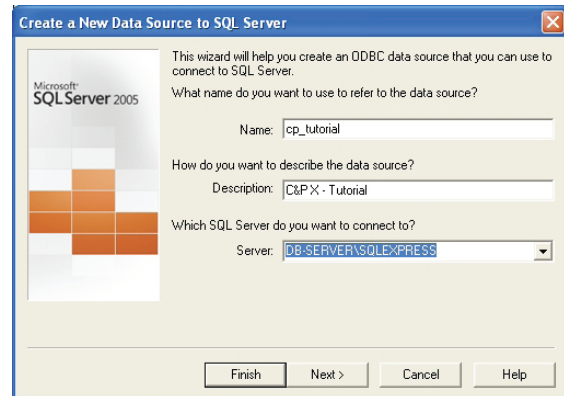 Create a New Data Source to SQL Server
This wizard will help you create an ODBC data source that you can use to
connect to SQL Server.
What name do you want to use to refer to the data source?
Microsoft
SQL Server 2005
Name: cp_tutorial
How do you want to describe the data source?
Description: C&P X - Tutorial
Which SQL Server do you want to connect to?
Server: DB-SERVER\SQLEXPRESS
Finish Next > Cancel Help